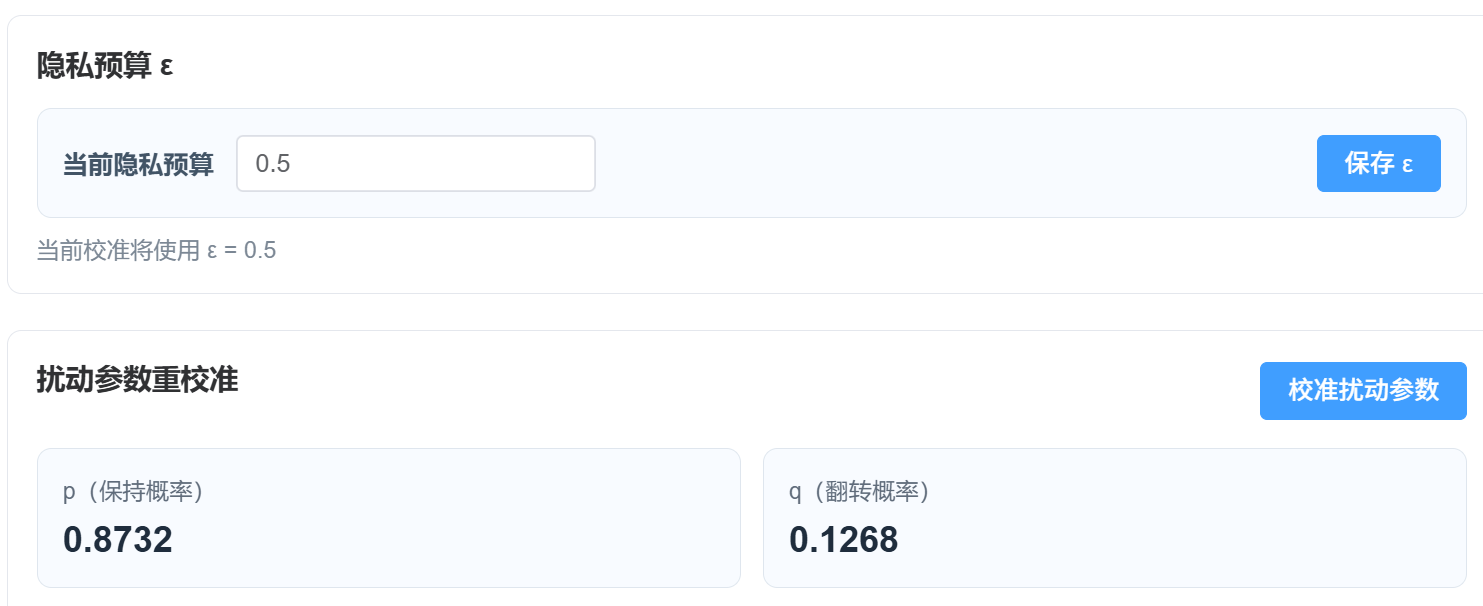 隐私预算 ε
当前隐私预算
0.5
保存 ε
当前校准将使用 ε = 0.5
扰动参数重校准
校准扰动参数
p（保持概率）
0.8732
q（翻转概率）
0.1268